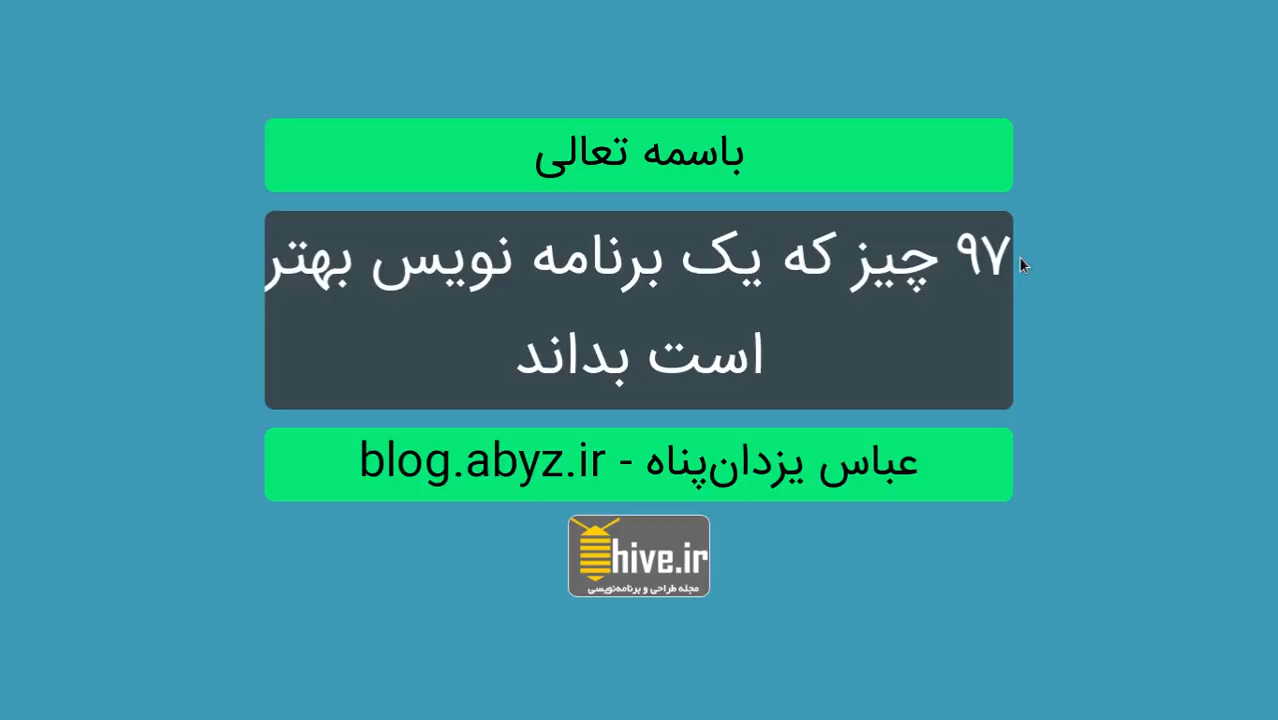 باسمه تعالی
۹۷ چیز که یک برنامه نویس بهتر
است بداند
عباس یزدان‌پناه - blog.abyz.ir
hive.ir
مجله طراحی و برنامه‌نویسی